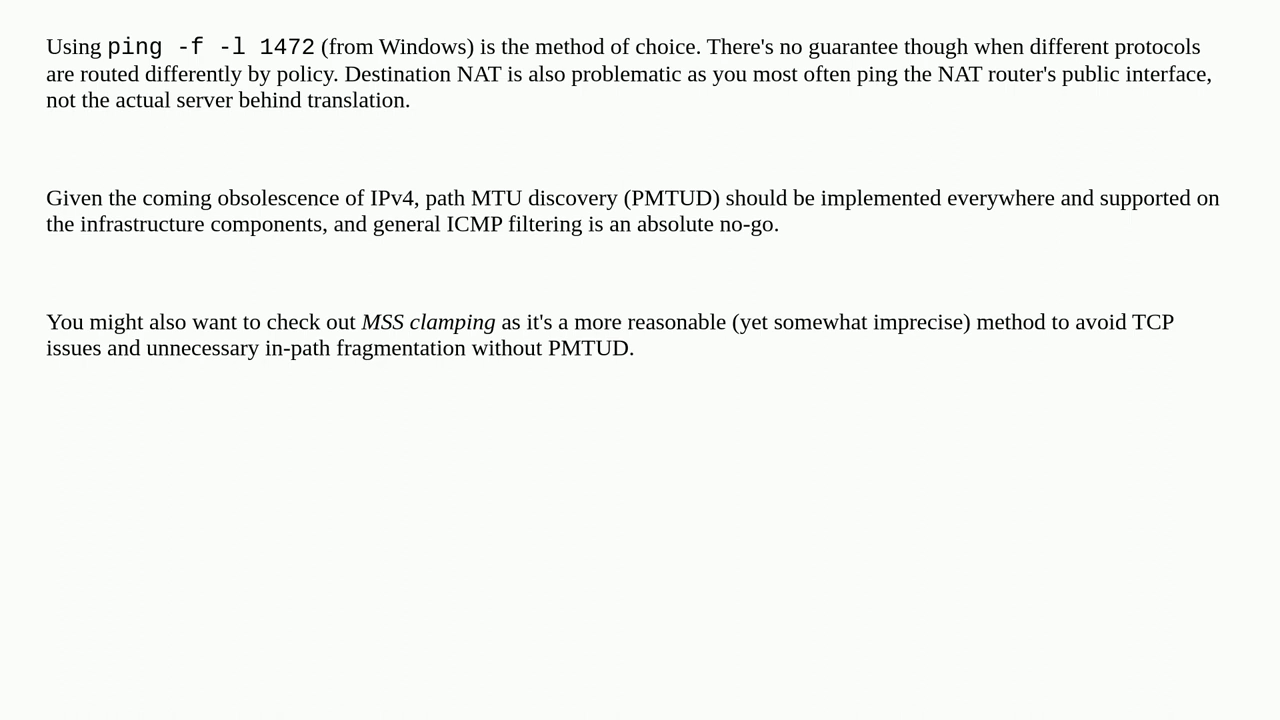 Using ping -f -l 1472 (from Windows) is the method of choice. There's no guarantee though when different protocols
are routed differently by policy. Destination NAT is also problematic as you most often ping the NAT router's public interface,
not the actual server behind translation.
Given the coming obsolescence of IPv4, path MTU discovery (PMTUD) should be implemented everywhere and supported on
the infrastructure components, and general ICMP filtering is an absolute no-go.
You might also want to check out MSS clamping as it's a more reasonable (yet somewhat imprecise) method to avoid TCP
issues and unnecessary in-path fragmentation without PMTUD.